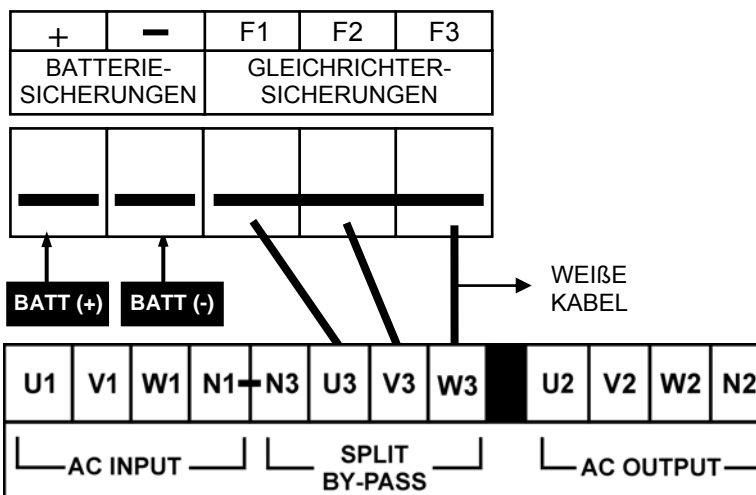 + – F1 F2 F3
BATTERIE-
SICHERUNGEN
GLEICHRICHTER-
SICHERUNGEN
BATT (+) BATT (-)
WEIßE
KABEL
U1 V1 W1 N1 N3 U3 V3 W3 U2 V2 W2 N2
AC INPUT
SPLIT
BY-PASS
AC OUTPUT